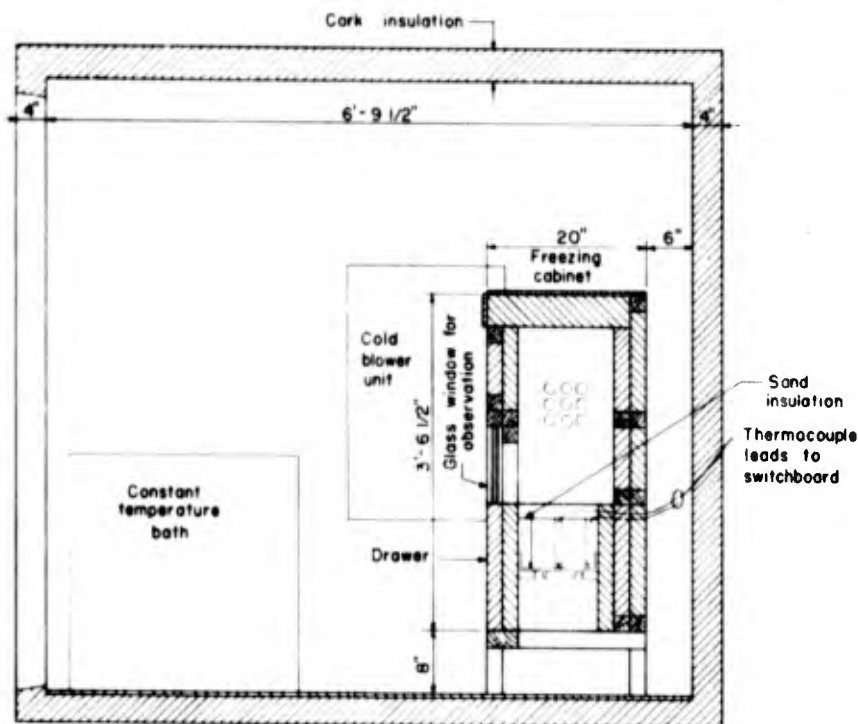 Cork insulation
4"
6'-9 1/2"
4"
20"
6"
Freezing
cabinet
Cold
blower
unit
Glass window for
observation
3'-6 1/2"
Sand
insulation
Thermocouple
leads to
switchboard
Constant
temperature
bath
Drawer
8"